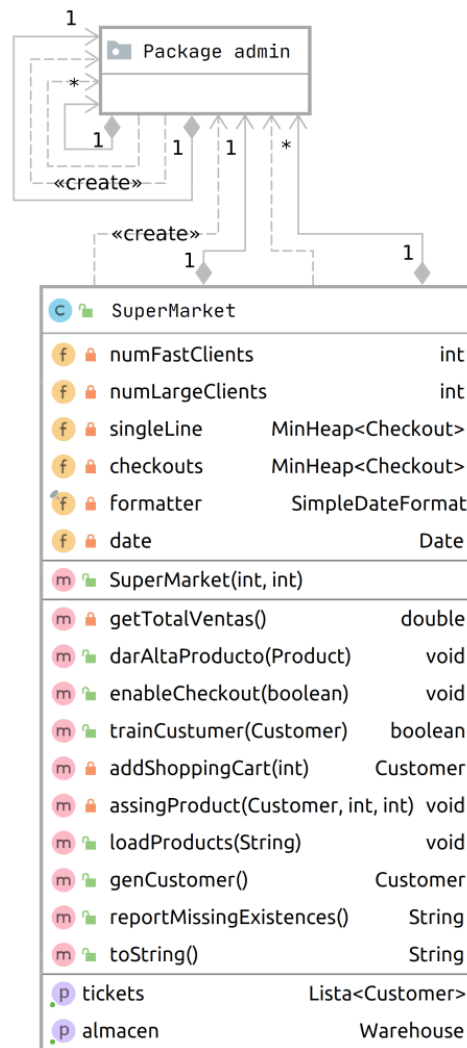 1
Package admin
*
1
1
«create»
«create»
1
*
1
1
C SuperMarket
f numFastClients int
f numLargeClients int
f singleLine MinHeap<Checkout>
f checkouts MinHeap<Checkout>
f formatter SimpleDateFormat
f date Date
m SuperMarket(int, int)
m getTotalVentas() double
m darAltaProducto(Product) void
m enableCheckout(boolean) void
m trainCustumer(Customer) boolean
m addShoppingCart(int) Customer
m assingProduct(Customer, int, int) void
m loadProducts(String) void
m genCustomer() Customer
m reportMissingExistences() String
m toString() String
p tickets Lista<Customer>
p almacen Warehouse